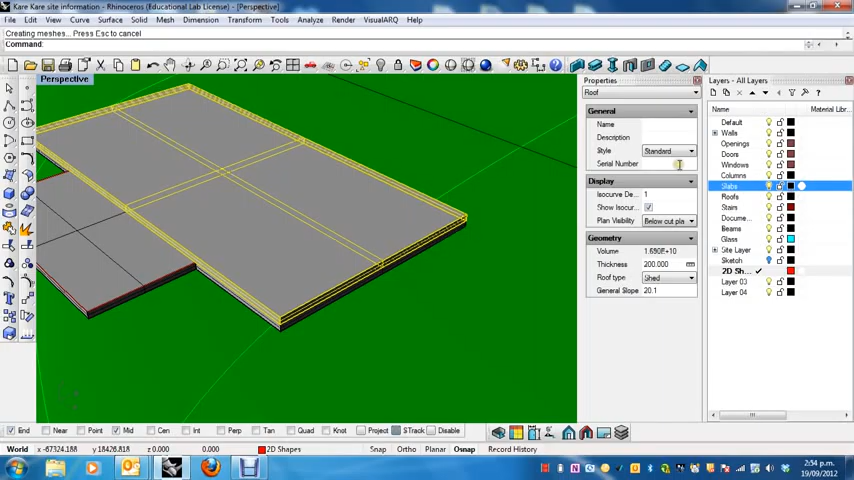 Kare Kare site information - Rhinoceros (Educational Lab License) - [Perspective]
File Edit View Curve Surface Solid Mesh Dimension Transform Tools Analyze Render VisualARQ Help
Creating meshes... Press Esc to cancel
Command:
Perspective
Properties
Roof
General
Name
Description
Style Standard
Serial Number
Display
Isocurve De... 1
Show Isocur...
Plan Visibility Below cut pla
Geometry
Volume 1.690E+10
Thickness 200.000
Roof type Shed
General Slope 20.1
Layers - All Layers
Name Material Libr
Default
Walls
Openings
Doors
Windows
Columns
Slabs
Roofs
Stairs
Docume...
Beams
Glass
Site Layer
Sketch
2D Sh...
Layer 03
Layer 04
End Near Point Mid Cen Int Perp Tan Quad Knot Project STrack Disable
World x -67324.188 y 18426.818 z 0.000 0.000 2D Shapes Snap Ortho Planar Osnap Record History
2:54 p.m.
19/09/2012